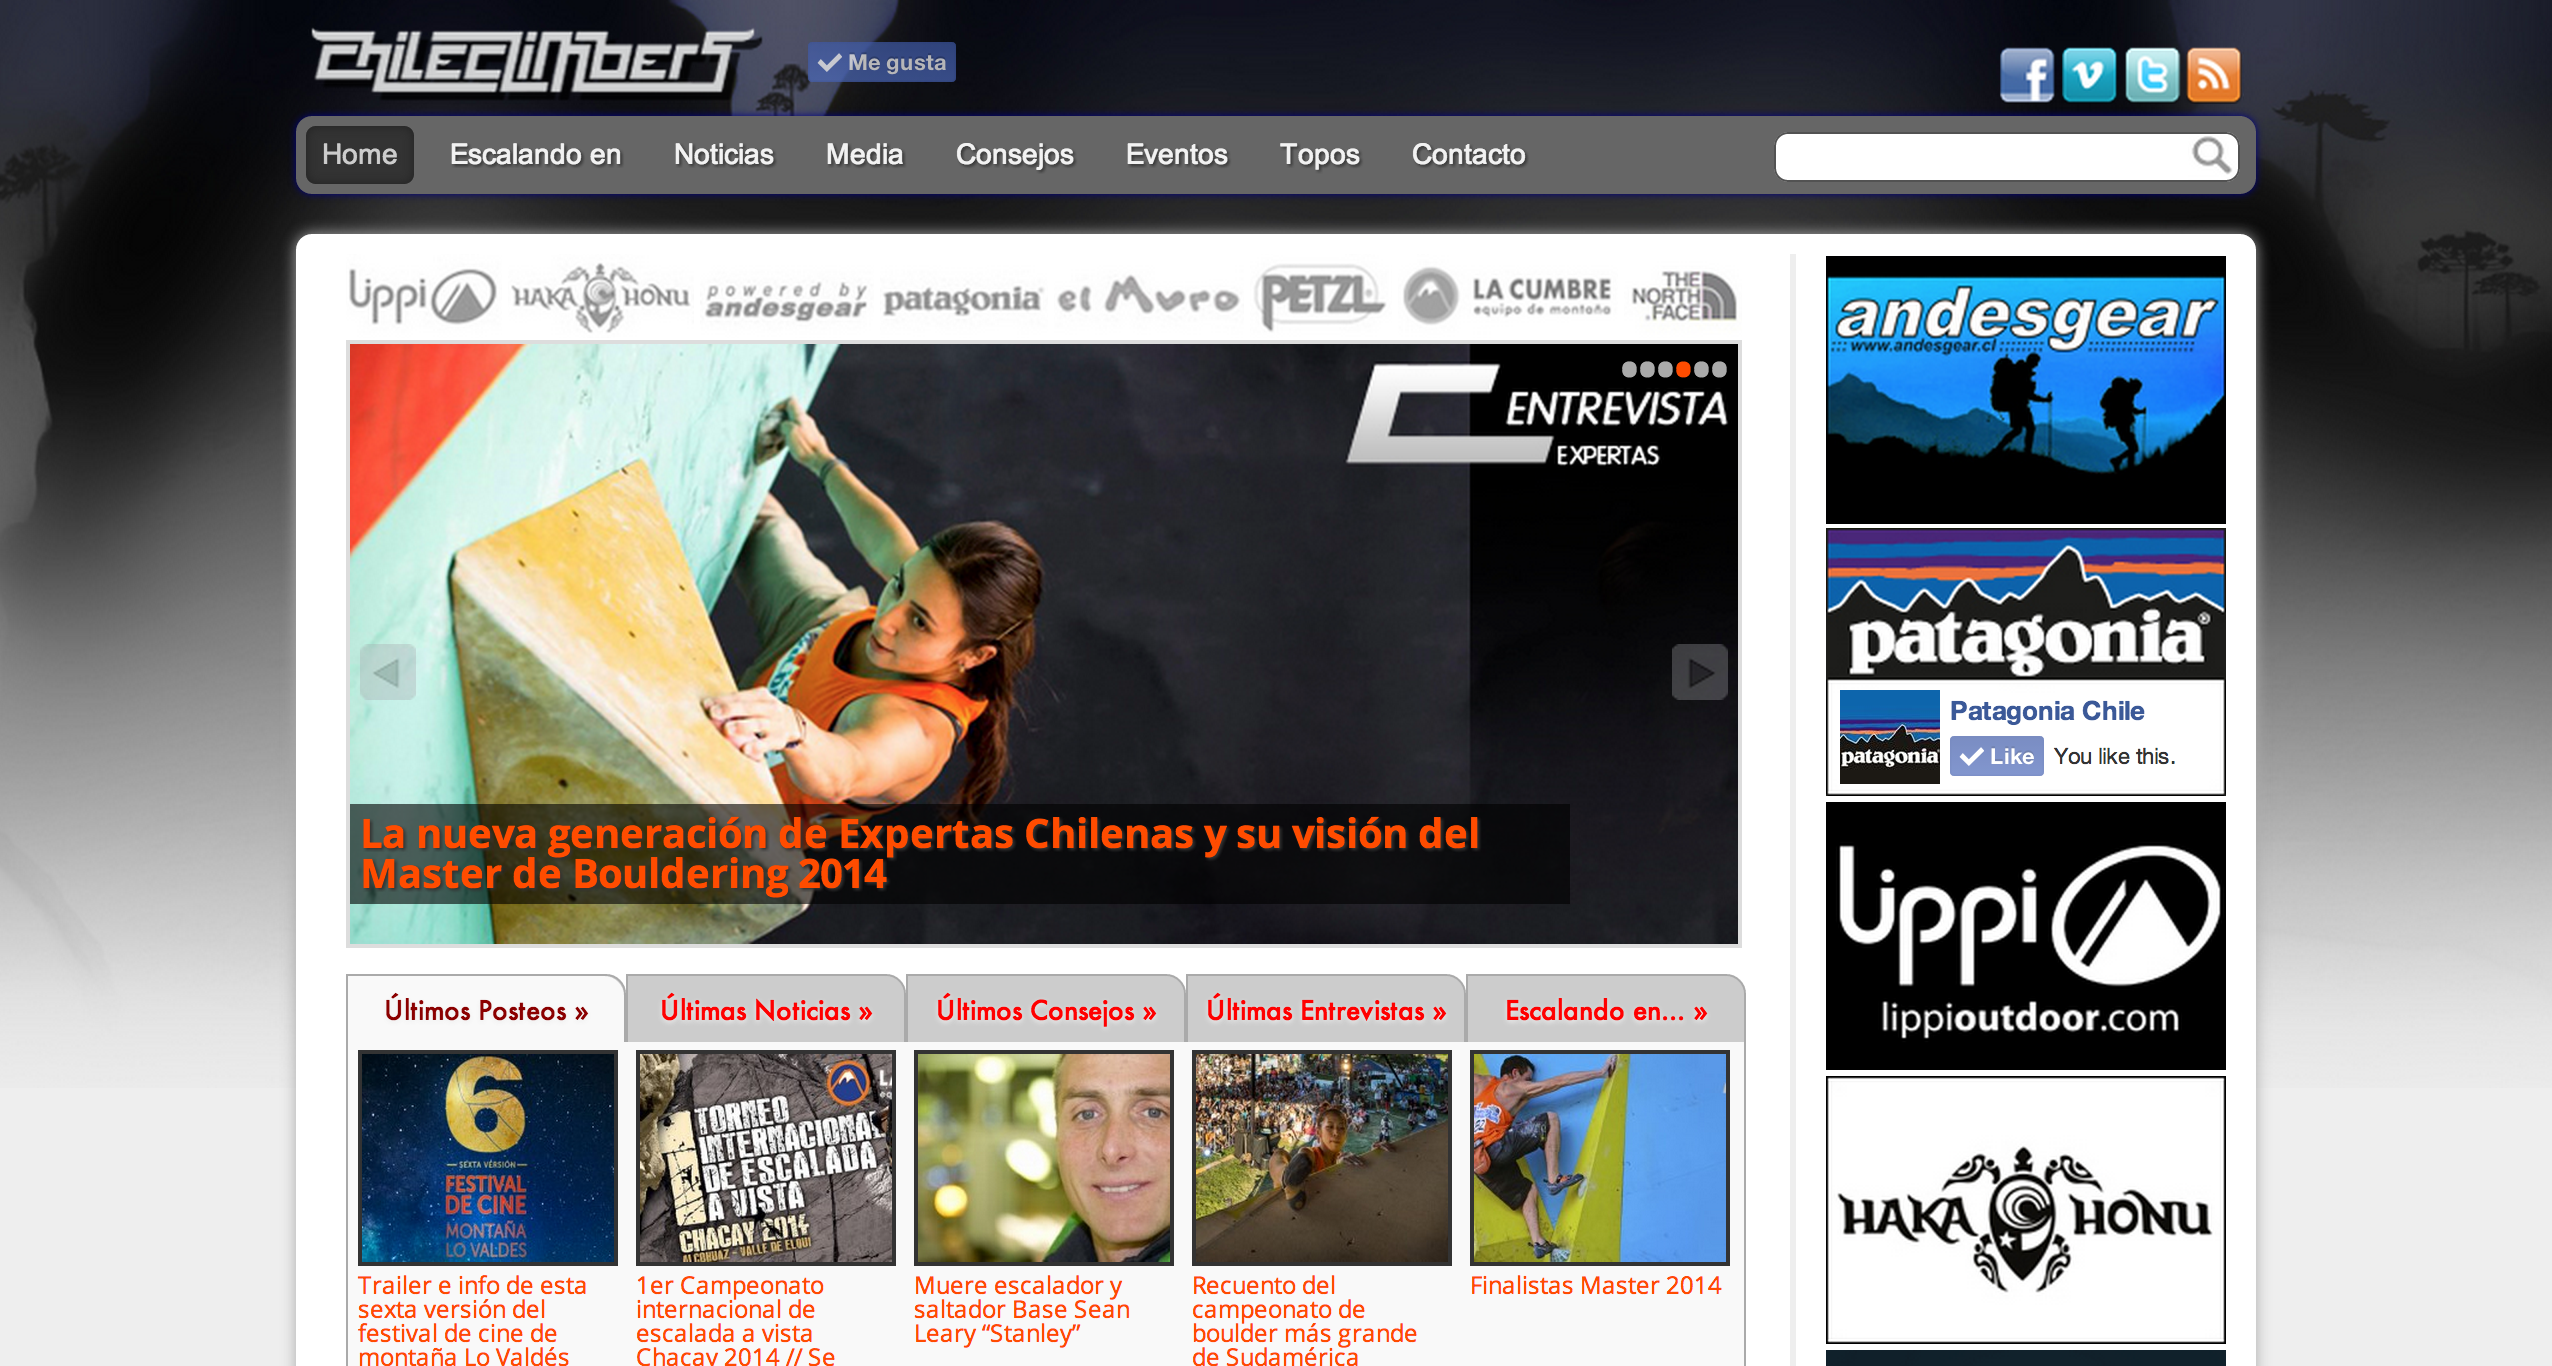 chileclimbers
Me gusta
Home
Escalando en
Noticias
Media
Consejos
Eventos
Topos
Contacto
Lippi
HAKA HONU
powered by
andesgear
patagonia
el Muro
PETZL
LA CUMBRE
equipo de montaña
THE
NORTH
FACE
ENTREVISTA
EXPERTAS
La nueva generación de Expertas Chilenas y su visión del
Master de Bouldering 2014
Últimos Posteos »
Últimas Noticias »
Últimos Consejos »
Últimas Entrevistas »
Escalando en... »
6
SEXTA VERSIÓN
FESTIVAL
DE CINE
MONTAÑA
LO VALDES
TORNEO
INTERNACIONAL
DE ESCALADA
A VISTA
CHACAY 2014
ALCOHUAZ - VALLE DE ELQUI
Trailer e info de esta
sexta versión del
festival de cine de
montaña Lo Valdés
1er Campeonato
internacional de
escalada a vista
Chacay 2014 // Se
Muere escalador y
saltador Base Sean
Leary “Stanley”
Recuento del
campeonato de
boulder más grande
de Sudamérica
Finalistas Master 2014
andesgear
www.andesgear.cl
patagonia®
patagonia
Patagonia Chile
Like
You like this.
Lippi
lippioutdoor.com
HAKA HONU